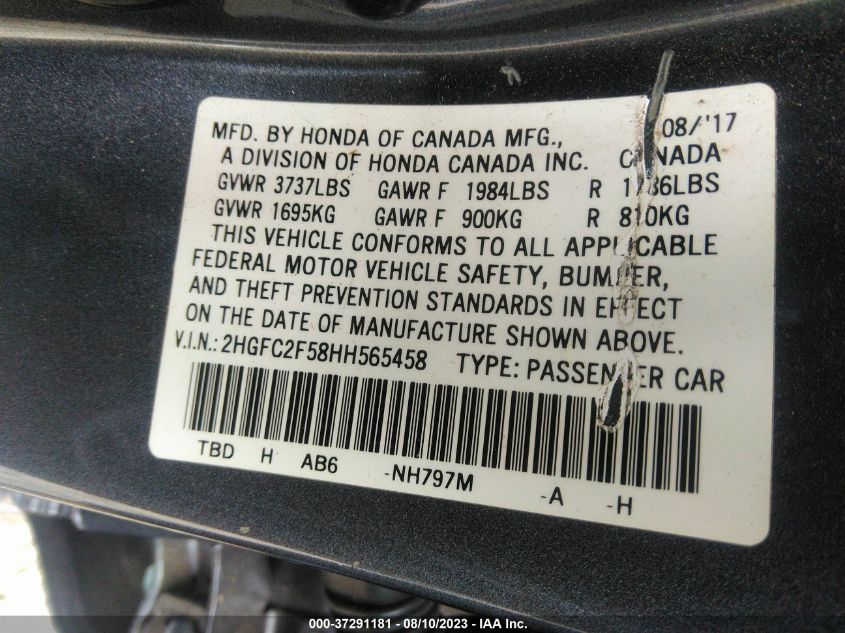 MFD. BY HONDA OF CANADA MFG., 08/'17
A DIVISION OF HONDA CANADA INC. CANADA
GVWR 3737LBS GAWR F 1984LBS R 1786LBS
GVWR 1695KG GAWR F 900KG R 810KG
THIS VEHICLE CONFORMS TO ALL APPLICABLE
FEDERAL MOTOR VEHICLE SAFETY, BUMPER,
AND THEFT PREVENTION STANDARDS IN EFFECT
ON THE DATE OF MANUFACTURE SHOWN ABOVE.
V.I.N.: 2HGFC2F58HH565458 TYPE: PASSENGER CAR
TBD H AB6 -NH797M -A -H
000-37291181 - 08/10/2023 - IAA Inc.